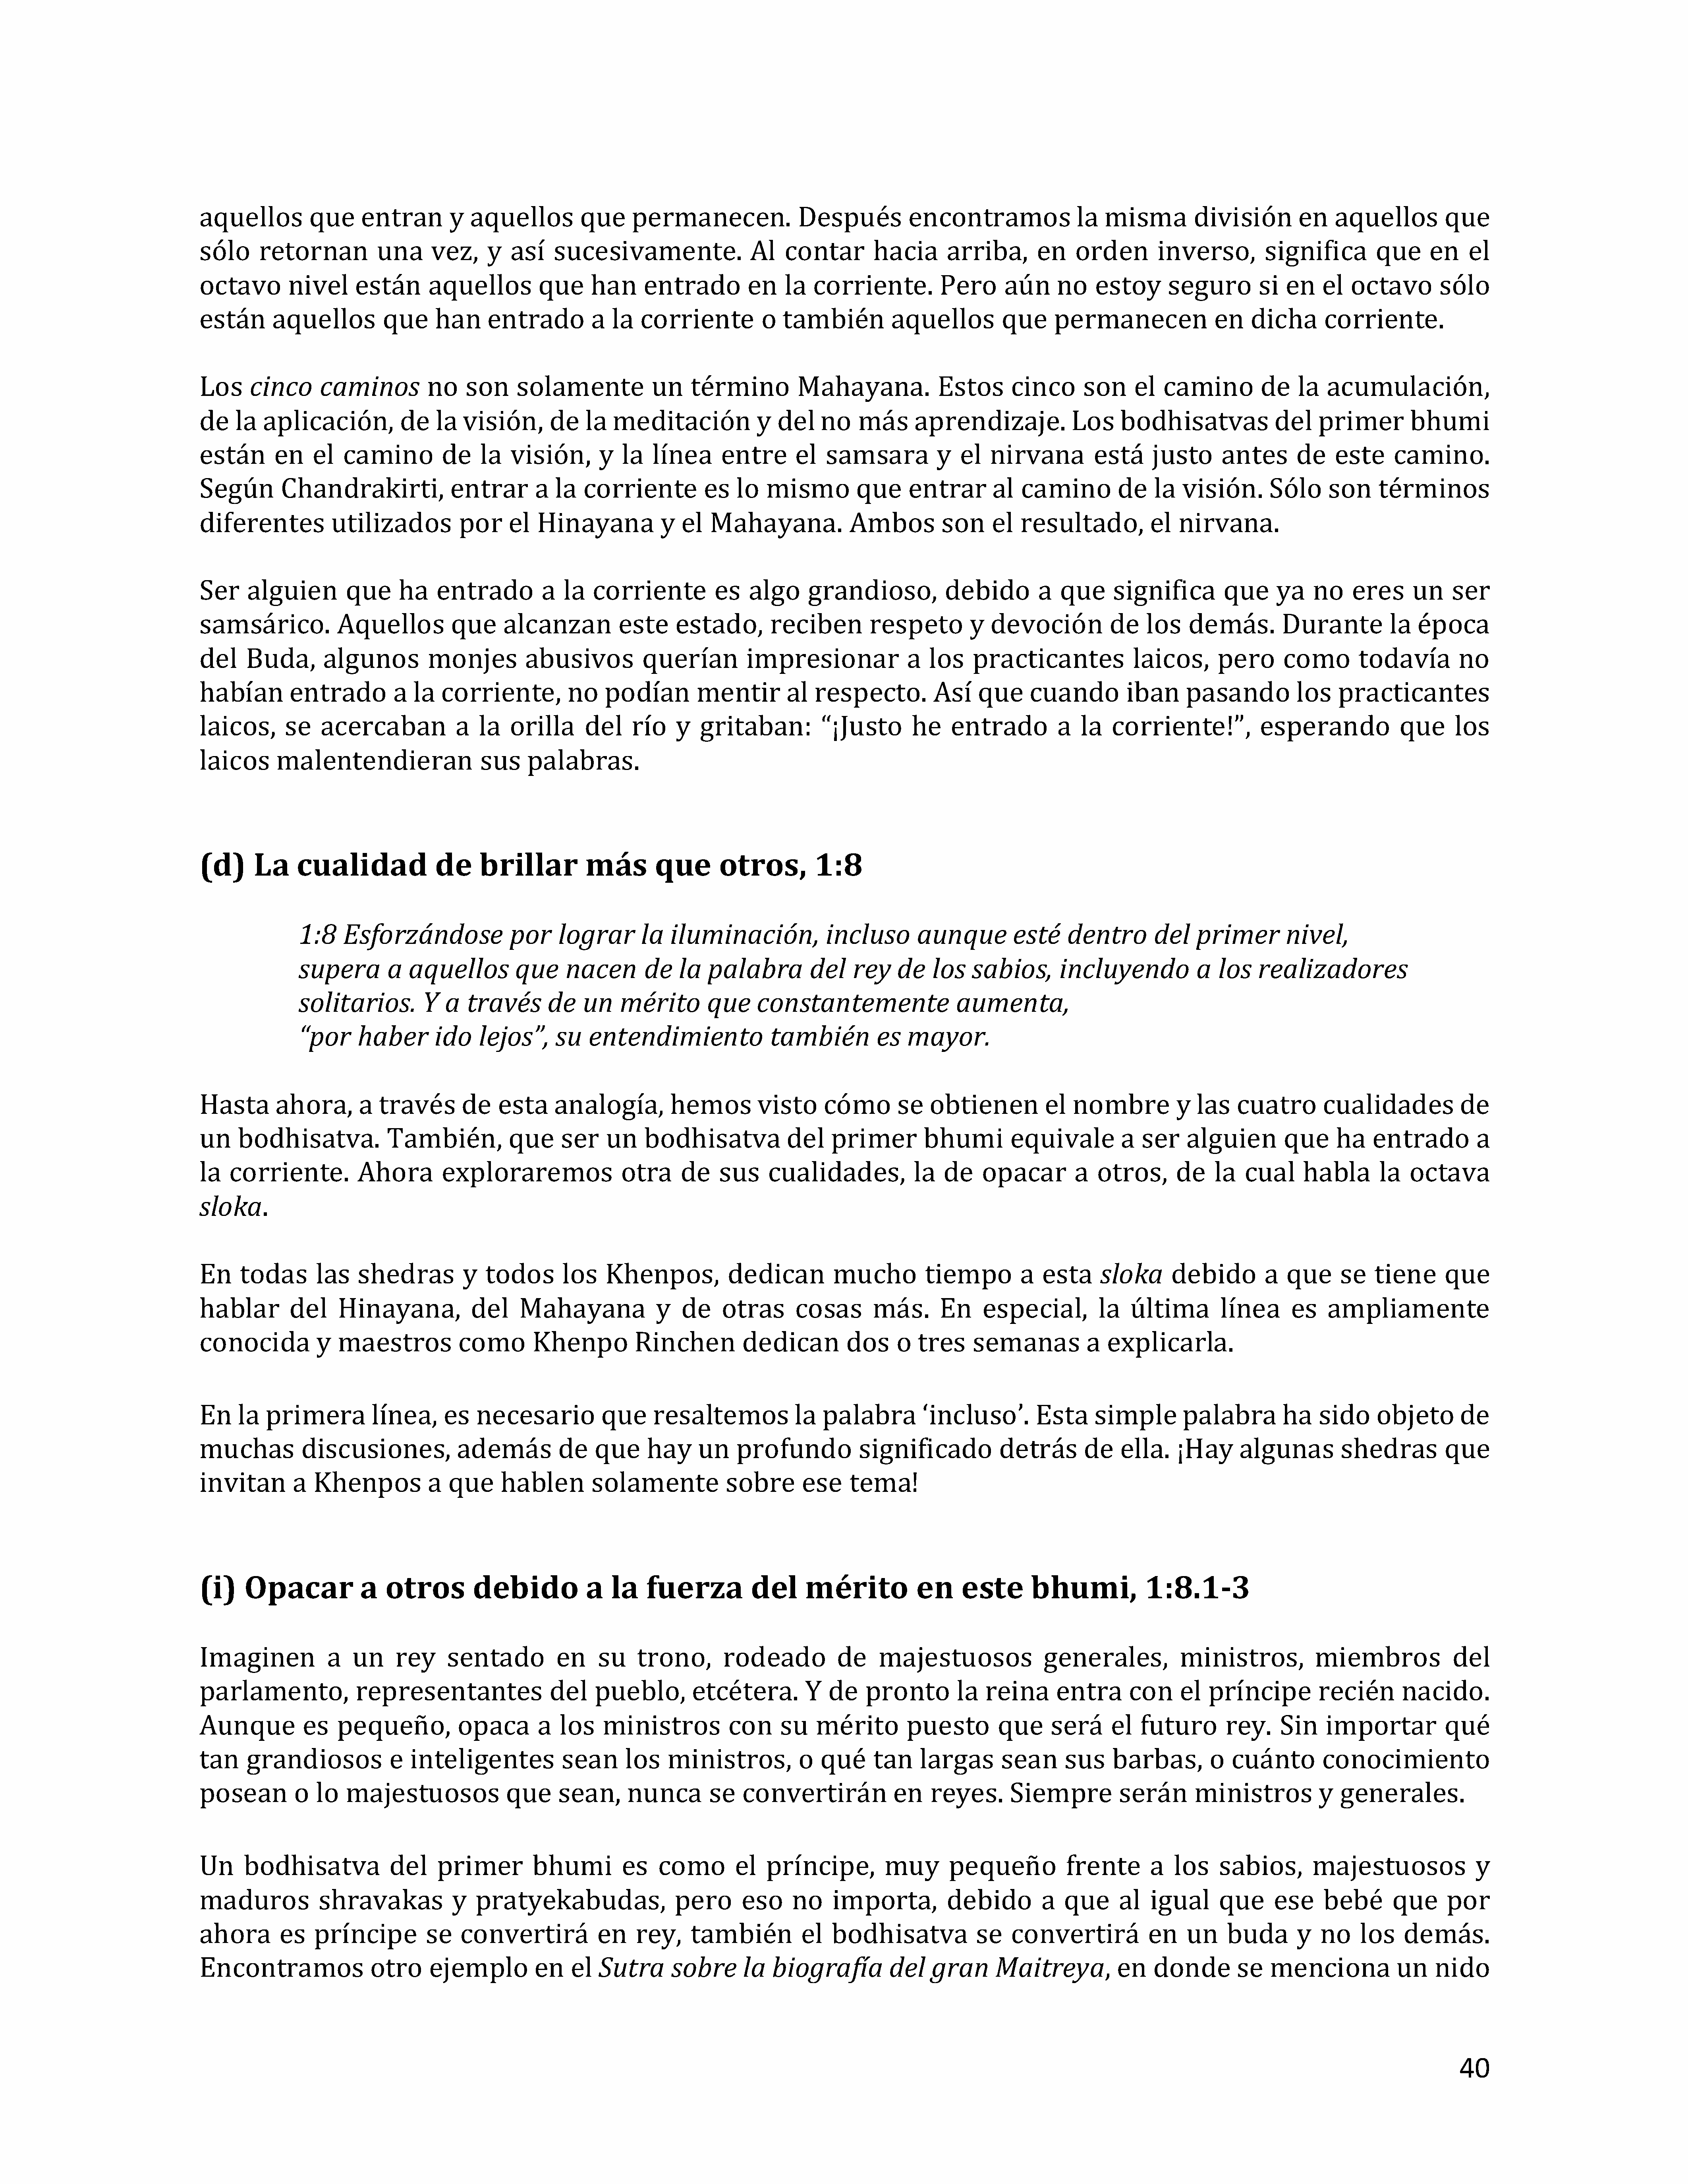 aquellos que entran y aquellos que permanecen. Después encontramos la misma división en aquellos que
sólo retornan una vez, y así sucesivamente. Al contar hacia arriba, en orden inverso, significa que en el
octavo nivel están aquellos que han entrado en la corriente. Pero aún no estoy seguro si en el octavo sólo
están aquellos que han entrado a la corriente o también aquellos que permanecen en dicha corriente.
Los cinco caminos no son solamente un término Mahayana. Estos cinco son el camino de la acumulación,
de la aplicación, de la visión, de la meditación y del no más aprendizaje. Los bodhisatvas del primer bhumi
están en el camino de la visión, y la línea entre el samsara y el nirvana está justo antes de este camino.
Según Chandrakirti, entrar a la corriente es lo mismo que entrar al camino de la visión. Sólo son términos
diferentes utilizados por el Hinayana y el Mahayana. Ambos son el resultado, el nirvana.
Ser alguien que ha entrado a la corriente es algo grandioso, debido a que significa que ya no eres un ser
samsárico. Aquellos que alcanzan este estado, reciben respeto y devoción de los demás. Durante la época
del Buda, algunos monjes abusivos querían impresionar a los practicantes laicos, pero como todavía no
habían entrado a la corriente, no podían mentir al respecto. Así que cuando iban pasando los practicantes
laicos, se acercaban a la orilla del río y gritaban: “¡Justo he entrado a la corriente!”, esperando que los
laicos malentendieran sus palabras.
(d) La cualidad de brillar más que otros, 1:8
1:8 Esforzándose por lograr la iluminación, incluso aunque esté dentro del primer nivel,
supera a aquellos que nacen de la palabra del rey de los sabios, incluyendo a los realizadores
solitarios. Y a través de un mérito que constantemente aumenta,
“por haber ido lejos”, su entendimiento también es mayor.
Hasta ahora, a través de esta analogía, hemos visto cómo se obtienen el nombre y las cuatro cualidades de
un bodhisatva. También, que ser un bodhisatva del primer bhumi equivale a ser alguien que ha entrado a
la corriente. Ahora exploraremos otra de sus cualidades, la de opacar a otros, de la cual habla la octava
sloka.
En todas las shedras y todos los Khenpos, dedican mucho tiempo a esta sloka debido a que se tiene que
hablar del Hinayana, del Mahayana y de otras cosas más. En especial, la última línea es ampliamente
conocida y maestros como Khenpo Rinchen dedican dos o tres semanas a explicarla.
En la primera línea, es necesario que resaltemos la palabra ‘incluso’. Esta simple palabra ha sido objeto de
muchas discusiones, además de que hay un profundo significado detrás de ella. ¡Hay algunas shedras que
invitan a Khenpos a que hablen solamente sobre ese tema!
(i) Opacar a otros debido a la fuerza del mérito en este bhumi, 1:8.1-3
Imaginen a un rey sentado en su trono, rodeado de majestuosos generales, ministros, miembros del
parlamento, representantes del pueblo, etcétera. Y de pronto la reina entra con el príncipe recién nacido.
Aunque es pequeño, opaca a los ministros con su mérito puesto que será el futuro rey. Sin importar qué
tan grandiosos e inteligentes sean los ministros, o qué tan largas sean sus barbas, o cuánto conocimiento
posean o lo majestuosos que sean, nunca se convertirán en reyes. Siempre serán ministros y generales.
Un bodhisatva del primer bhumi es como el príncipe, muy pequeño frente a los sabios, majestuosos y
maduros shravakas y pratyekabudas, pero eso no importa, debido a que al igual que ese bebé que por
ahora es príncipe se convertirá en rey, también el bodhisatva se convertirá en un buda y no los demás.
Encontramos otro ejemplo en el Sutra sobre la biografía del gran Maitreya, en donde se menciona un nido
40